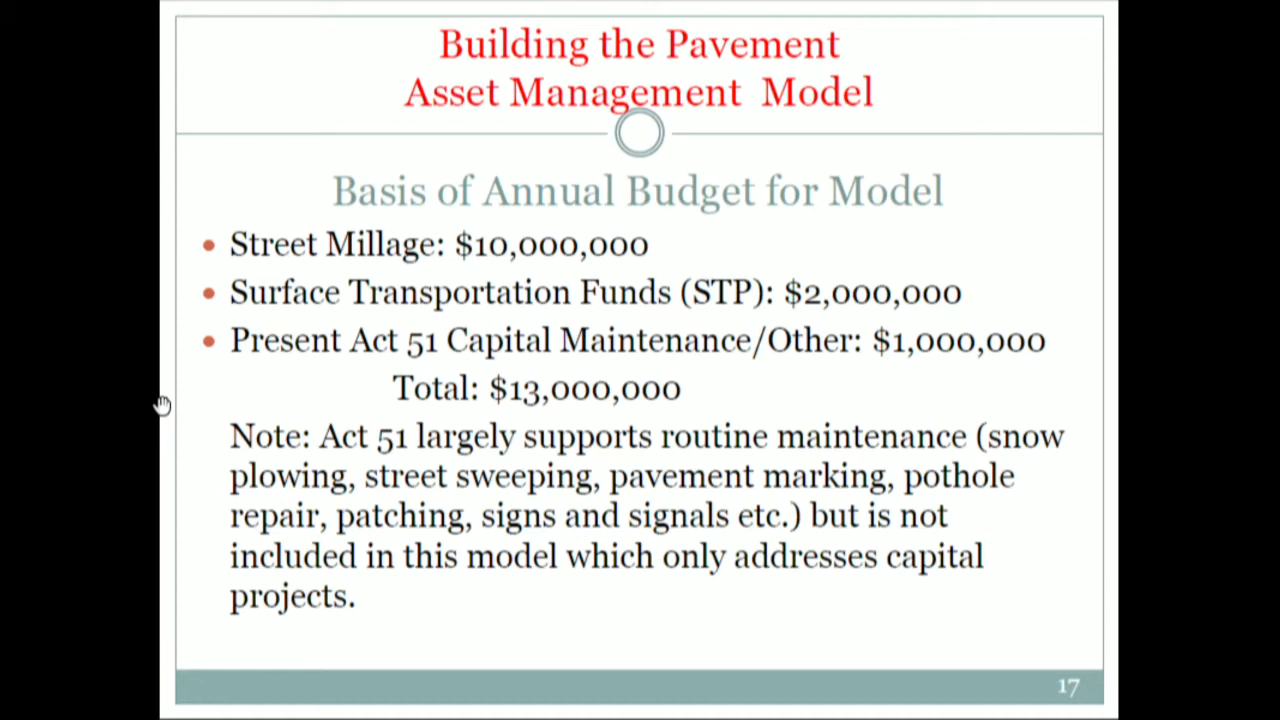 Building the Pavement
Asset Management Model
Basis of Annual Budget for Model
• Street Millage: $10,000,000
• Surface Transportation Funds (STP): $2,000,000
• Present Act 51 Capital Maintenance/Other: $1,000,000
Total: $13,000,000
Note: Act 51 largely supports routine maintenance (snow
plowing, street sweeping, pavement marking, pothole
repair, patching, signs and signals etc.) but is not
included in this model which only addresses capital
projects.
17